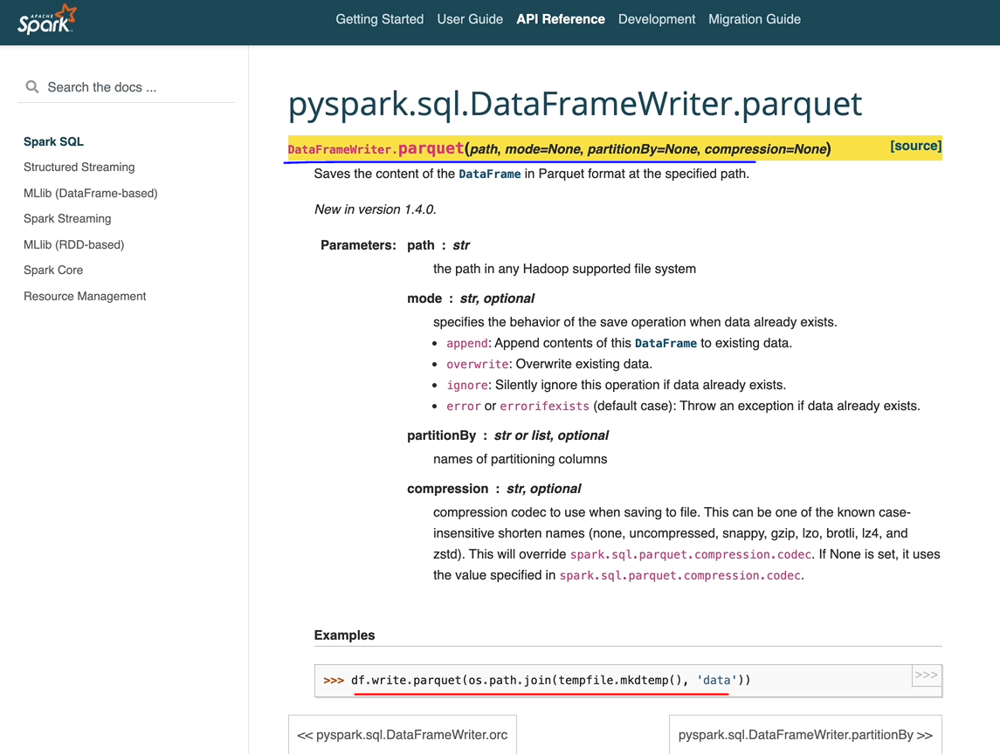 APACHE
Spark
Getting Started User Guide API Reference Development Migration Guide
Search the docs ...
Spark SQL
Structured Streaming
MLlib (DataFrame-based)
Spark Streaming
MLlib (RDD-based)
Spark Core
Resource Management
pyspark.sql.DataFrameWriter.parquet
DataFrameWriter.parquet(path, mode=None, partitionBy=None, compression=None) [source]
Saves the content of the DataFrame in Parquet format at the specified path.
New in version 1.4.0.
Parameters: path : str
the path in any Hadoop supported file system
mode : str, optional
specifies the behavior of the save operation when data already exists.
• append: Append contents of this DataFrame to existing data.
• overwrite: Overwrite existing data.
• ignore: Silently ignore this operation if data already exists.
• error or errorifexists (default case): Throw an exception if data already exists.
partitionBy : str or list, optional
names of partitioning columns
compression : str, optional
compression codec to use when saving to file. This can be one of the known case-
insensitive shorten names (none, uncompressed, snappy, gzip, lzo, brotli, lz4, and
zstd). This will override spark.sql.parquet.compression.codec. If None is set, it uses
the value specified in spark.sql.parquet.compression.codec.
Examples
>>> df.write.parquet(os.path.join(tempfile.mkdtemp(), 'data')) >>>
<< pyspark.sql.DataFrameWriter.orc pyspark.sql.DataFrameWriter.partitionBy >>